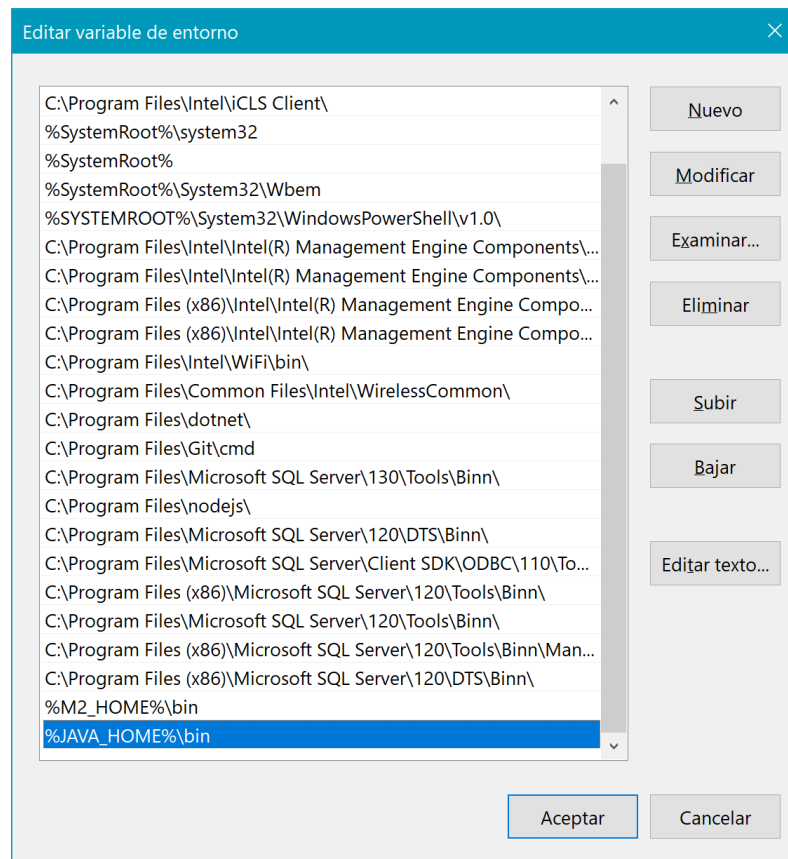 Editar variable de entorno
C:\Program Files\Intel\iCLS Client\
%SystemRoot%\system32
%SystemRoot%
%SystemRoot%\System32\Wbem
%SYSTEMROOT%\System32\WindowsPowerShell\v1.0\
C:\Program Files\Intel\Intel(R) Management Engine Components\...
C:\Program Files\Intel\Intel(R) Management Engine Components\...
C:\Program Files (x86)\Intel\Intel(R) Management Engine Compo...
C:\Program Files (x86)\Intel\Intel(R) Management Engine Compo...
C:\Program Files\Intel\WiFi\bin\
C:\Program Files\Common Files\Intel\WirelessCommon\
C:\Program Files\dotnet\
C:\Program Files\Git\cmd
C:\Program Files\Microsoft SQL Server\130\Tools\Binn\
C:\Program Files\nodejs\
C:\Program Files\Microsoft SQL Server\120\DTS\Binn\
C:\Program Files\Microsoft SQL Server\Client SDK\ODBC\110\To...
C:\Program Files (x86)\Microsoft SQL Server\120\Tools\Binn\
C:\Program Files\Microsoft SQL Server\120\Tools\Binn\
C:\Program Files (x86)\Microsoft SQL Server\120\Tools\Binn\Man...
C:\Program Files (x86)\Microsoft SQL Server\120\DTS\Binn\
%M2_HOME%\bin
%JAVA_HOME%\bin
Nuevo
Modificar
Examinar...
Eliminar
Subir
Bajar
Editar texto...
Aceptar
Cancelar